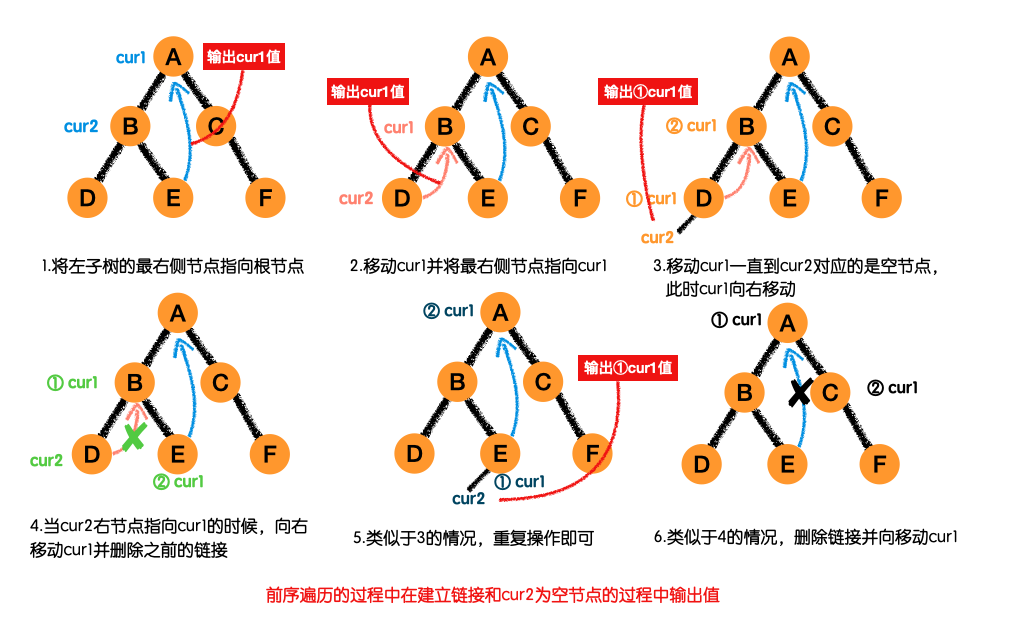 cur1 A 输出cur1值
cur2 B C
D E F
1.将左子树的最右侧节点指向根节点
A
输出cur1值
cur1 B C
cur2 D E F
2.移动cur1并将最右侧节点指向cur1
A
输出①cur1值
② cur1 B C
① cur1 D E F
cur2
3.移动cur1一直到cur2对应的是空节点,
此时cur1向右移动
A
① cur1 B C
cur2 D E F
② cur1
4.当cur2右节点指向cur1的时候，向右
移动cur1并删除之前的链接
② cur1 A
B C 输出①cur1值
D E F
① cur1
cur2
5.类似于3的情况，重复操作即可
① cur1 A
B C ② cur1
D E F
6.类似于4的情况，删除链接并向移动cur1
前序遍历的过程中在建立链接和cur2为空节点的过程中输出值